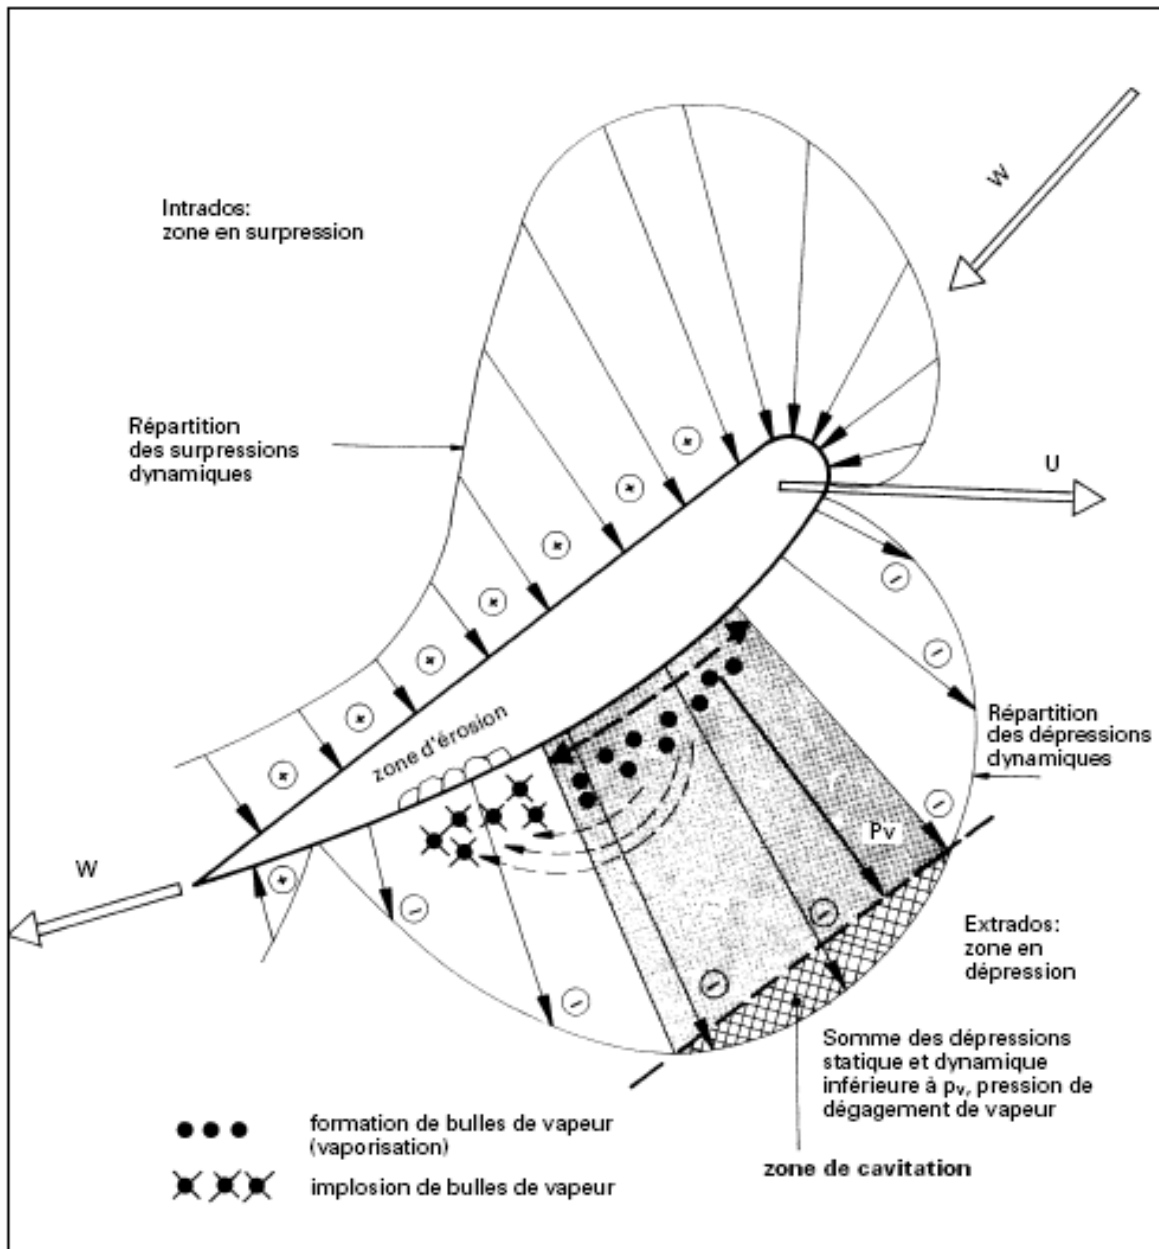 W
Intrados:
zone en surpression
Répartition
des surpressions
dynamiques
U
zone d'érosion
Répartition
des dépressions
dynamiques
Pv
W
Extrados:
zone en
dépression
Somme des dépressions
statique et dynamique
inférieure à pv, pression de
dégagement de vapeur
formation de bulles de vapeur
(vaporisation)
zone de cavitation
implosion de bulles de vapeur